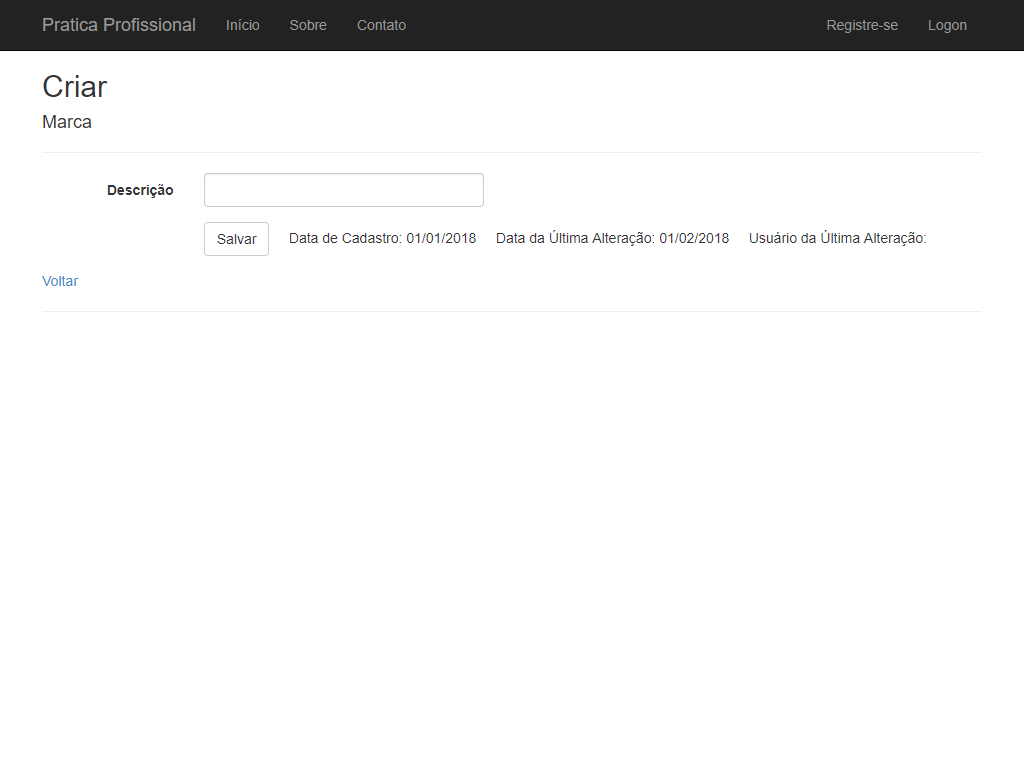 Pratica Profissional Início Sobre Contato Registre-se Logon
Criar
Marca
Descrição
Salvar Data de Cadastro: 01/01/2018 Data da Última Alteração: 01/02/2018 Usuário da Última Alteração:
Voltar